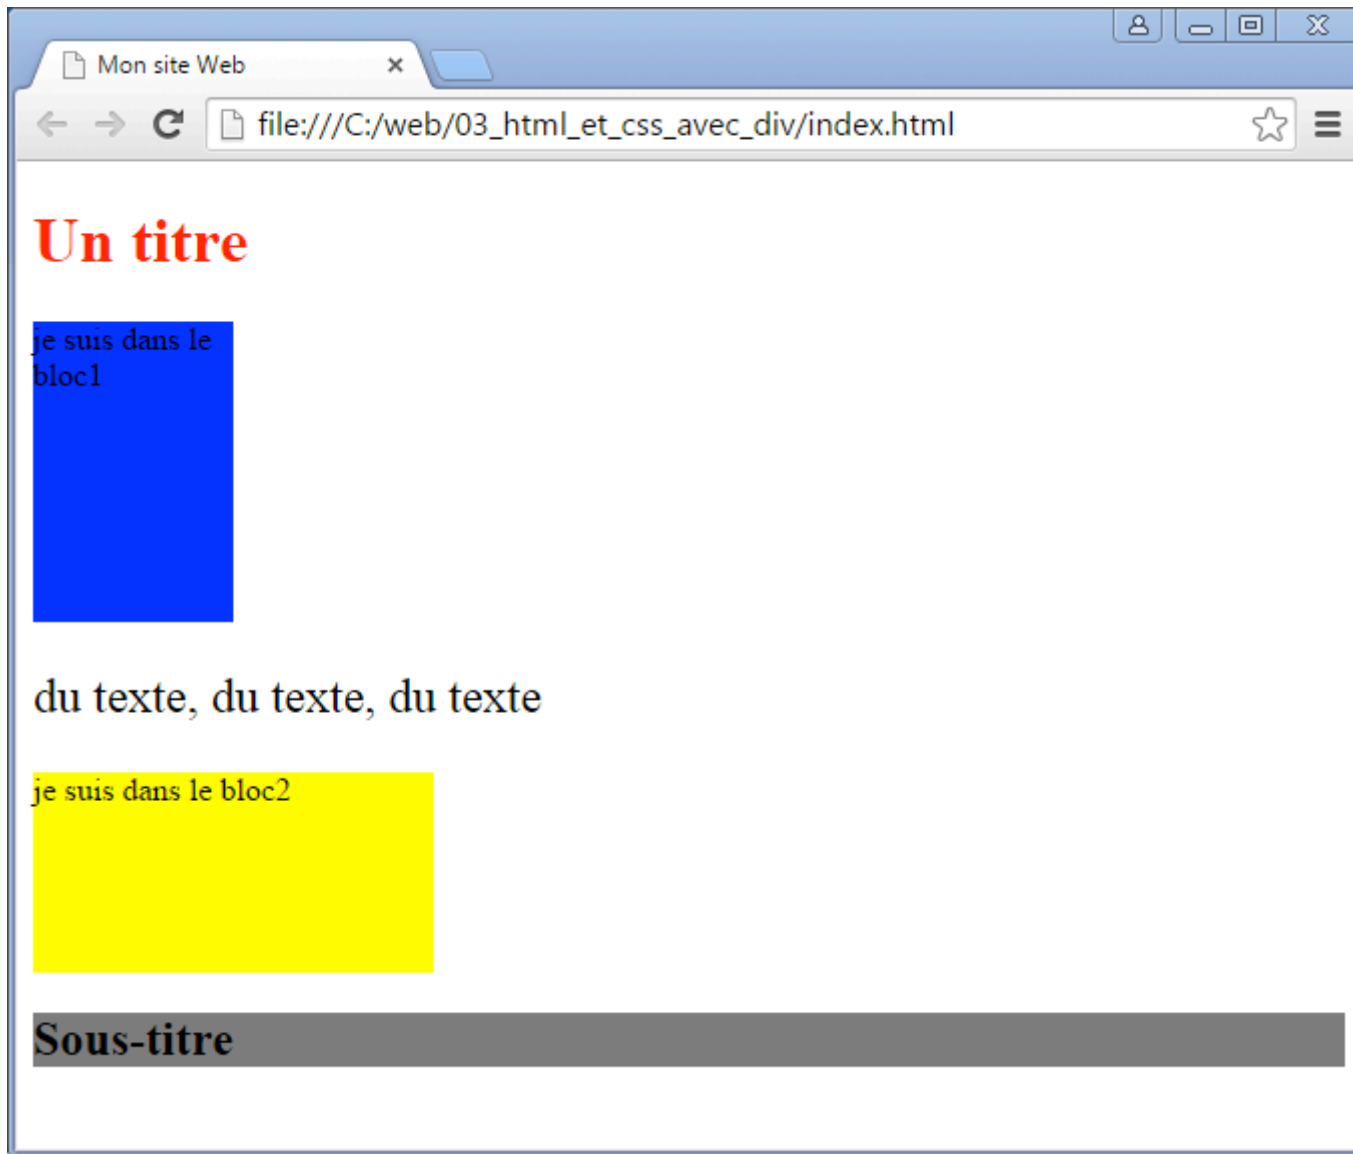 Mon site Web
file:///C:/web/03_html_et_css_avec_div/index.html
Un titre
je suis dans le
bloc1
du texte, du texte, du texte
je suis dans le bloc2
Sous-titre